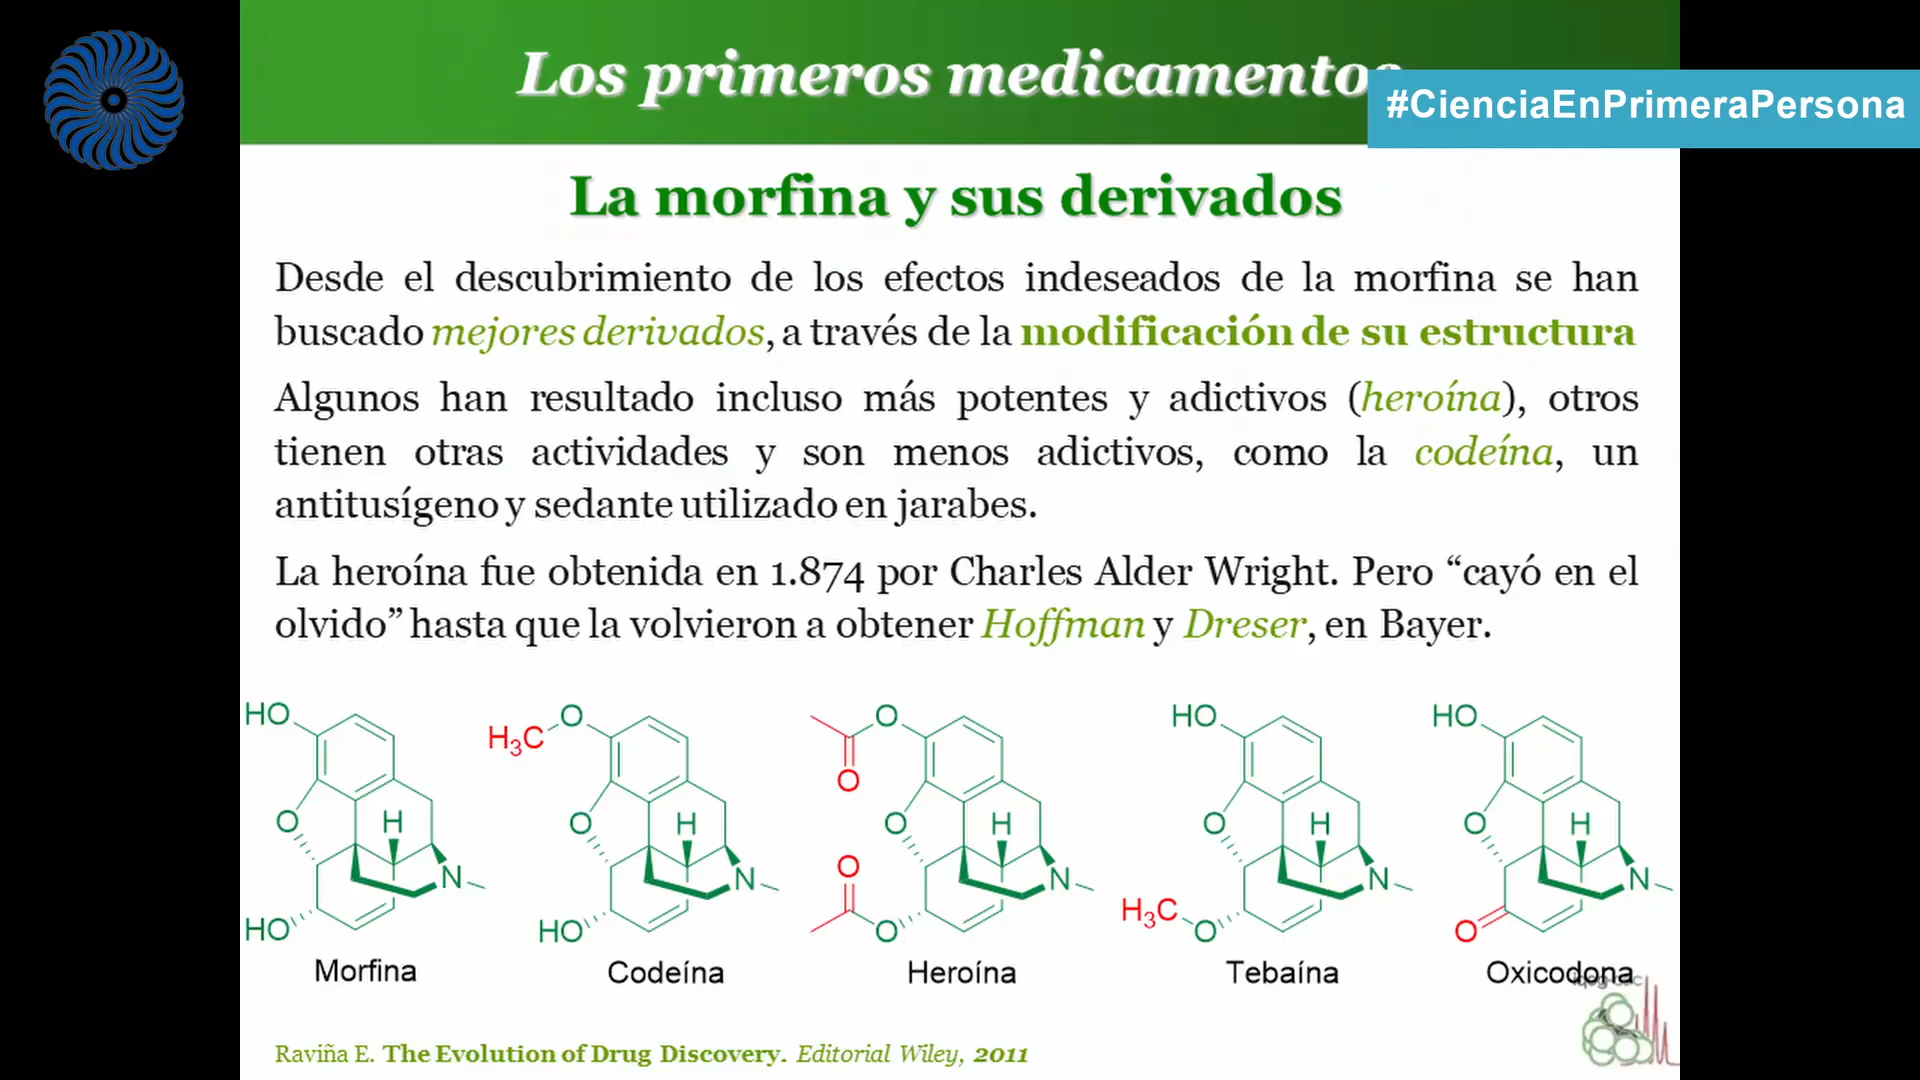 Los primeros medicamentos
#CienciaEnPrimeraPersona
La morfina y sus derivados
Desde el descubrimiento de los efectos indeseados de la morfina se han
buscado mejores derivados, a través de la modificación de su estructura
Algunos han resultado incluso más potentes y adictivos (heroína), otros
tienen otras actividades y son menos adictivos, como la codeína, un
antitusígeno y sedante utilizado en jarabes.
La heroína fue obtenida en 1.874 por Charles Alder Wright. Pero “cayó en el
olvido” hasta que la volvieron a obtener Hoffman y Dreser, en Bayer.
HO O H N HO
H₃C O O H N HO
O O O H N O O
HO O H N H₃C O
HO O H N O
Morfina
Codeína
Heroína
Tebaína
Oxicodona
Raviña E. The Evolution of Drug Discovery. Editorial Wiley, 2011